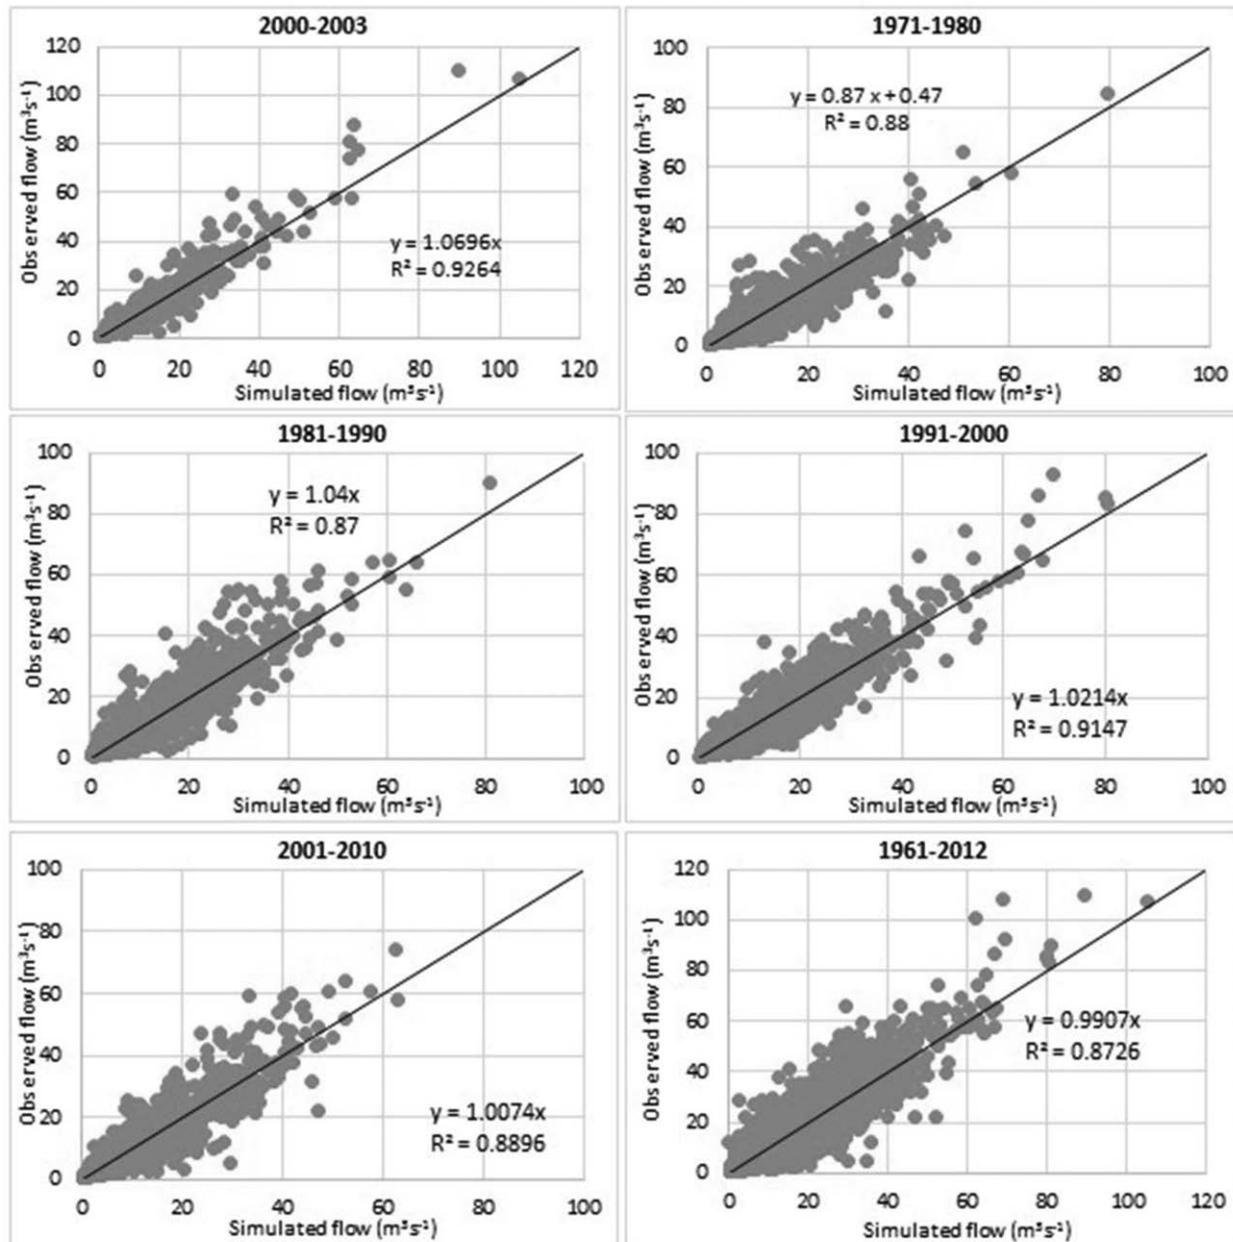 2000-2003
120
100
80
60
40
20
0
Observed flow (m³s⁻¹)
y = 1.0696x
R² = 0.9264
0 20 40 60 80 100 120
Simulated flow (m³s⁻¹)
1971-1980
100
80
60
40
20
0
Observed flow (m³s⁻¹)
y = 0.87 x + 0.47
R² = 0.88
0 20 40 60 80 100
Simulated flow (m³s⁻¹)
1981-1990
100
80
60
40
20
0
Observed flow (m³s⁻¹)
y = 1.04x
R² = 0.87
0 20 40 60 80 100
Simulated flow (m³s⁻¹)
1991-2000
100
80
60
40
20
0
Observed flow (m³s⁻¹)
y = 1.0214x
R² = 0.9147
0 20 40 60 80 100
Simulated flow (m³s⁻¹)
2001-2010
100
80
60
40
20
0
Observed flow (m³s⁻¹)
y = 1.0074x
R² = 0.8896
0 20 40 60 80 100
Simulated flow (m³s⁻¹)
1961-2012
120
100
80
60
40
20
0
Observed flow (m³s⁻¹)
y = 0.9907x
R² = 0.8726
0 20 40 60 80 100 120
Simulated flow (m³s⁻¹)